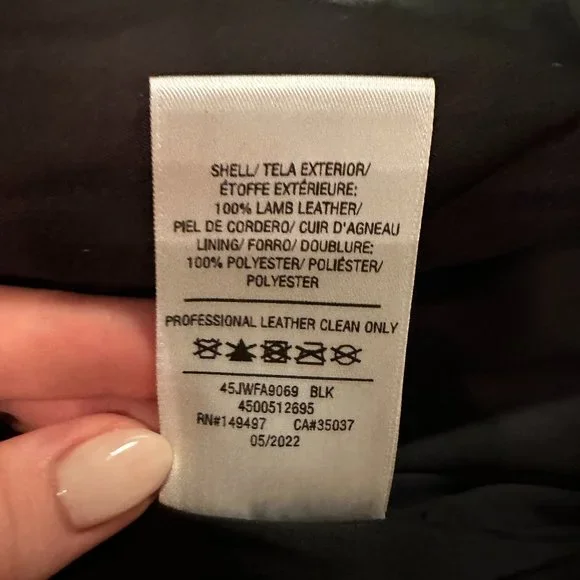 SHELL/ TELA EXTERIOR/
ÉTOFFE EXTÉRIEURE:
100% LAMB LEATHER/
PIEL DE CORDERO/ CUIR D'AGNEAU
LINING/ FORRO/ DOUBLURE:
100% POLYESTER/ POLIÉSTER/
POLYESTER
PROFESSIONAL LEATHER CLEAN ONLY
45JWFA9069 BLK
4500512695
RN#149497 CA#35037
05/2022